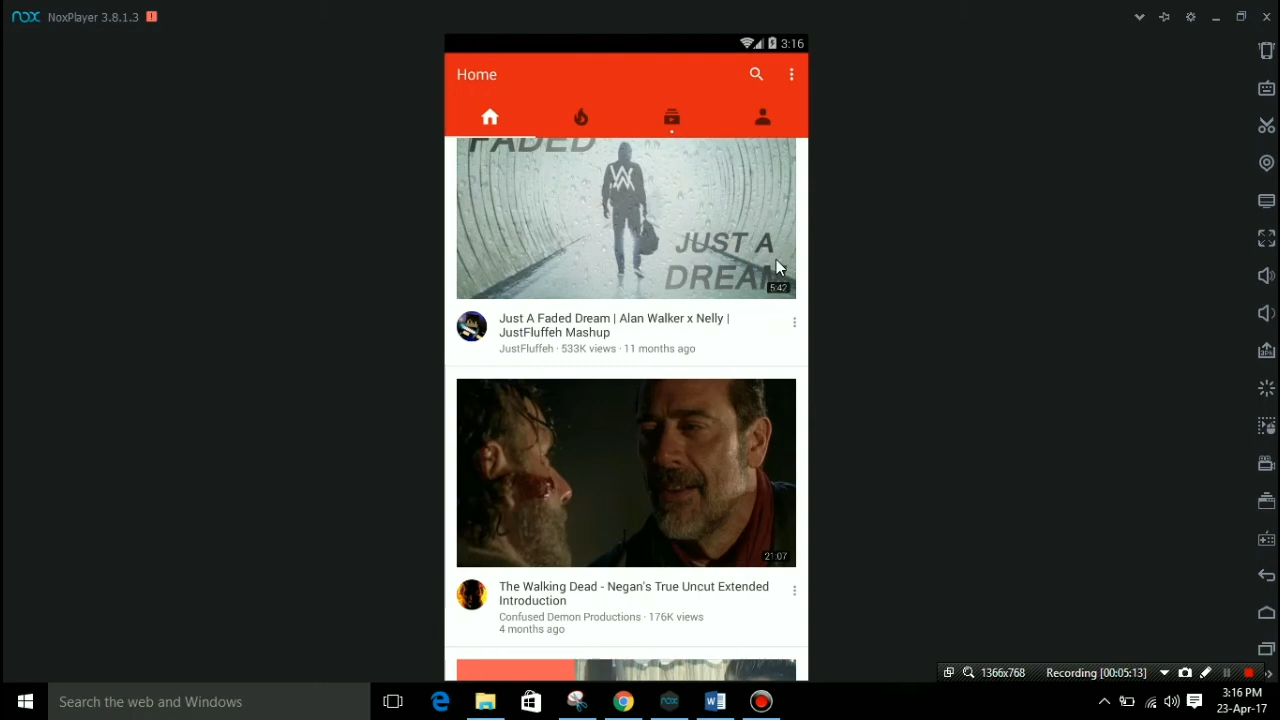 nox NoxPlayer 3.8.1.3
3:16
Home
FADED
JUST A
DREAM
5:42
Just A Faded Dream | Alan Walker x Nelly |
JustFluffeh Mashup
JustFluffeh · 533K views · 11 months ago
21:07
The Walking Dead - Negan's True Uncut Extended
Introduction
Confused Demon Productions · 176K views
4 months ago
1366x768 Recording [00:05:13]
Search the web and Windows
nox
3:16 PM
23-Apr-17